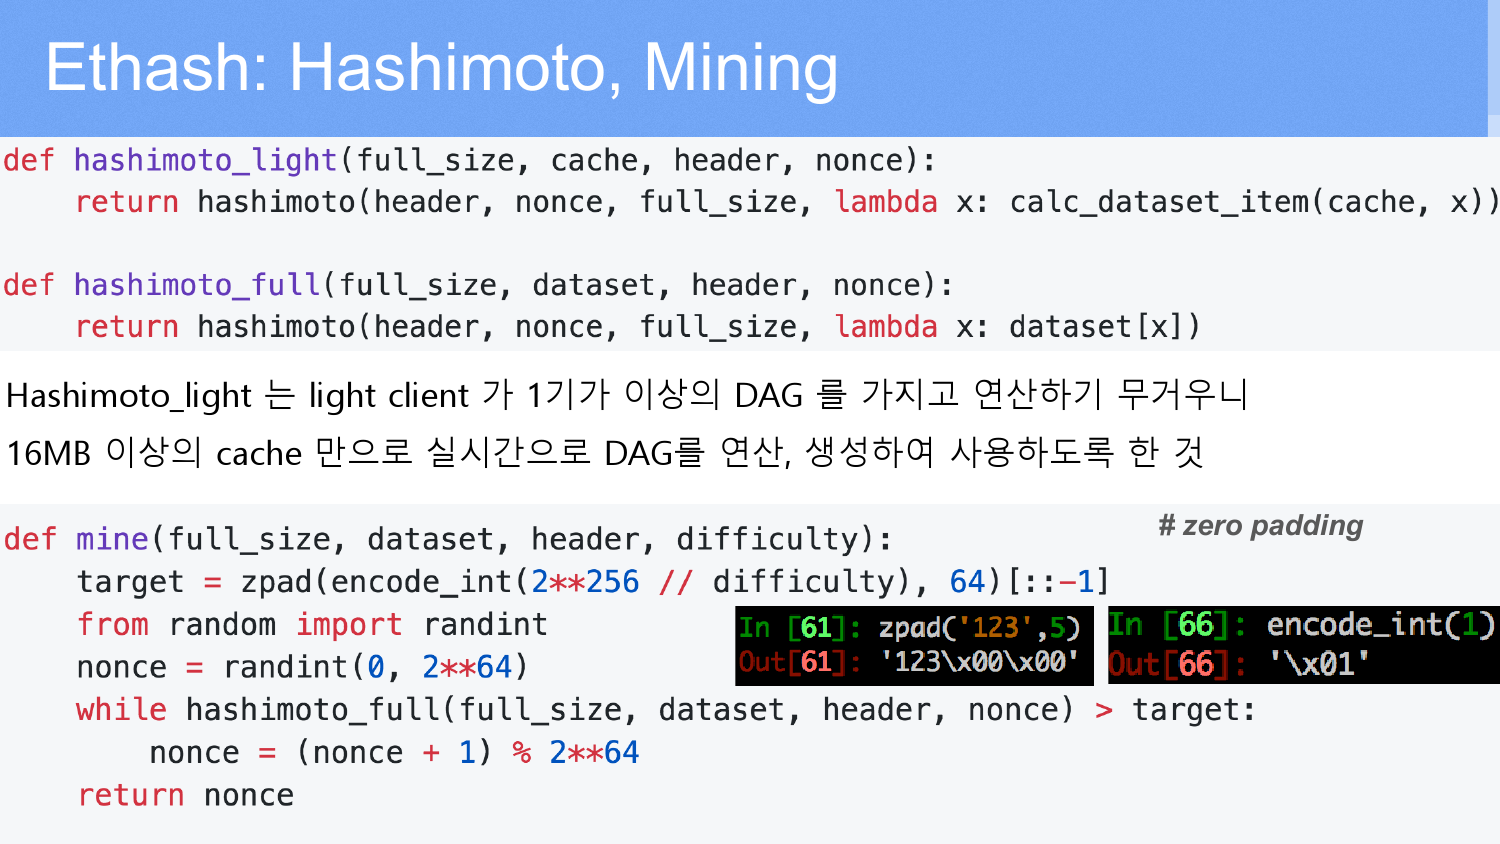 Ethash: Hashimoto, Mining
def hashimoto_light(full_size, cache, header, nonce):
    return hashimoto(header, nonce, full_size, lambda x: calc_dataset_item(cache, x))
def hashimoto_full(full_size, dataset, header, nonce):
    return hashimoto(header, nonce, full_size, lambda x: dataset[x])
Hashimoto_light 는 light client 가 1기가 이상의 DAG 를 가지고 연산하기 무거우니
16MB 이상의 cache 만으로 실시간으로 DAG를 연산, 생성하여 사용하도록 한 것
# zero padding
def mine(full_size, dataset, header, difficulty):
    target = zpad(encode_int(2**256 // difficulty), 64)[::-1]
    from random import randint
    nonce = randint(0, 2**64)
In [61]: zpad('123',5)
Out[61]: '123\x00\x00'
In [66]: encode_int(1)
Out[66]: '\x01'
    while hashimoto_full(full_size, dataset, header, nonce) > target:
        nonce = (nonce + 1) % 2**64
    return nonce